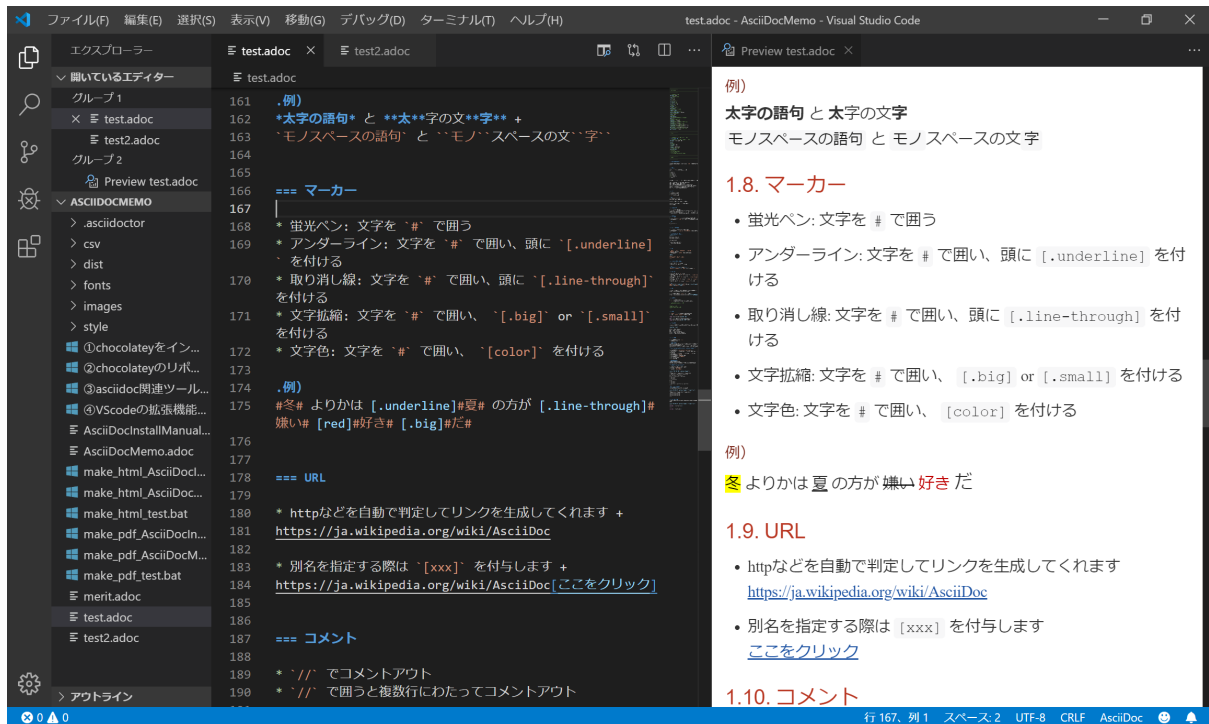 ファイル(F) 編集(E) 選択(S) 表示(V) 移動(G) デバッグ(D) ターミナル(T) ヘルプ(H) test.adoc - AsciiDocMemo - Visual Studio Code
エクスプローラー
開いているエディター
グループ 1
test.adoc
test2.adoc
グループ 2
Preview test.adoc
ASCIIDOCMEMO
.asciidoctor
csv
dist
fonts
images
style
①chocolateyをイン...
②chocolateyのリポ...
③asciidoc関連ツール...
④VScodeの拡張機能...
AsciiDocInstallManual...
AsciiDocMemo.adoc
make_html_AsciiDocI...
make_html_AsciiDoc...
make_html_test.bat
make_pdf_AsciiDocIn...
make_pdf_AsciiDocM...
make_pdf_test.bat
merit.adoc
test.adoc
test2.adoc
アウトライン
test.adoc test2.adoc
test.adoc
161 .例)
162 *太字の語句* と **太**字の文**字** +
163 `モノスペースの語句` と ``モノ``スペースの文``字``
164
165
166 === マーカー
167
168 * 蛍光ペン: 文字を `#` で囲う
169 * アンダーライン: 文字を `#` で囲い、頭に `[.underline]
` を付ける
170 * 取り消し線: 文字を `#` で囲い、頭に `[.line-through]`
を付ける
171 * 文字拡縮: 文字を `#` で囲い、 `[.big]` or `[.small]`
を付ける
172 * 文字色: 文字を `#` で囲い、 `[color]` を付ける
173
174 .例)
175 #冬# よりかは [.underline]#夏# の方が [.line-through]#
嫌い# [red]#好き# [.big]#だ#
176
177
178 === URL
179
180 * httpなどを自動で判定してリンクを生成してくれます +
181 https://ja.wikipedia.org/wiki/AsciiDoc
182
183 * 別名を指定する際は `[xxx]` を付与します +
184 https://ja.wikipedia.org/wiki/AsciiDoc[ここをクリック]
185
186
187 === コメント
188
189 * `//` でコメントアウト
190 * `//` で囲うと複数行にわたってコメントアウト
Preview test.adoc
例)
太字の語句 と 太字の文字
モノスペースの語句 と モノスペースの文字
1.8. マーカー
• 蛍光ペン: 文字を # で囲う
• アンダーライン: 文字を # で囲い、頭に [.underline] を付
ける
• 取り消し線: 文字を # で囲い、頭に [.line-through] を付
ける
• 文字拡縮: 文字を # で囲い、 [.big] or [.small] を付ける
• 文字色: 文字を # で囲い、 [color] を付ける
例)
冬 よりかは 夏 の方が 嫌い 好き だ
1.9. URL
• httpなどを自動で判定してリンクを生成してくれます
https://ja.wikipedia.org/wiki/AsciiDoc
• 別名を指定する際は [xxx] を付与します
ここをクリック
1.10. コメント
0 0 行 167、列 1 スペース: 2 UTF-8 CRLF AsciiDoc